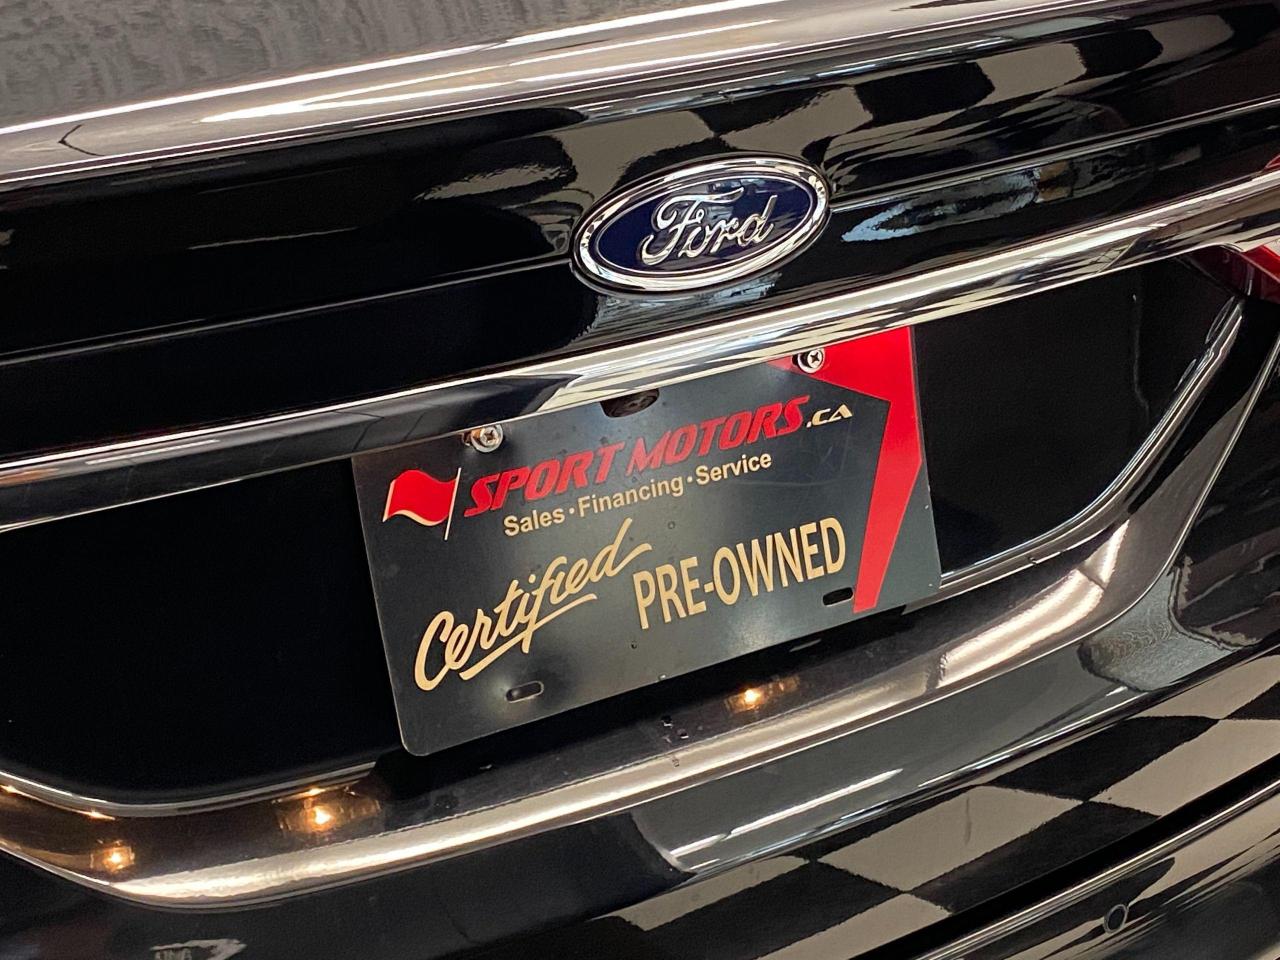 Ford
SPORT MOTORS.CA
Sales · Financing · Service
Certified PRE-OWNED